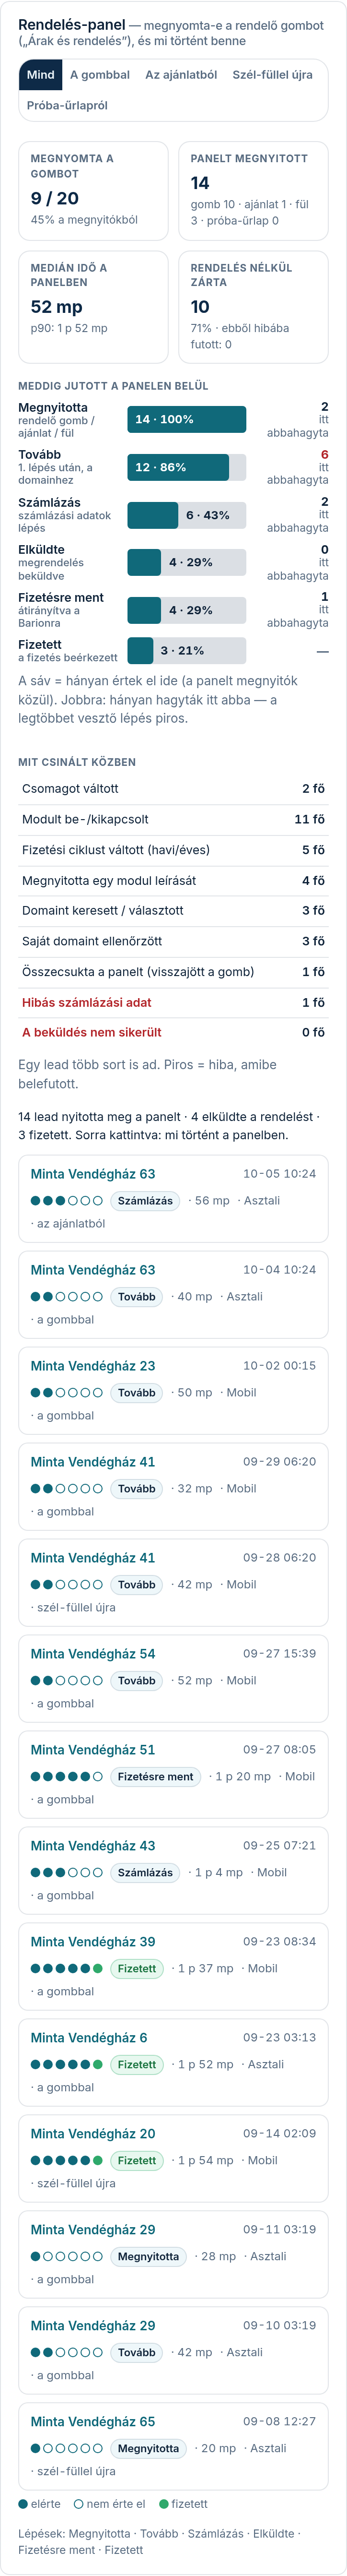 Rendelés-panel — megnyomta-e a rendelő gombot
(„Árak és rendelés”), és mi történt benne
Mind A gombbal Az ajánlatból Szél-füllel újra
Próba-űrlapról
MEGNYOMTA A
GOMBOT
9 / 20
45% a megnyitókból
PANELT MEGNYITOTT
14
gomb 10 · ajánlat 1 · fül
3 · próba-űrlap 0
MEDIÁN IDŐ A
PANELBEN
52 mp
p90: 1 p 52 mp
RENDELÉS NÉLKÜL
ZÁRTA
10
71% · ebből hibába
futott: 0
MEDDIG JUTOTT A PANELEN BELÜL
Megnyitotta
rendelő gomb /
ajánlat / fül
14 · 100%
2
itt
abbahagyta
Tovább
1. lépés után, a
domainhez
12 · 86%
6
itt
abbahagyta
Számlázás
számlázási adatok
lépés
6 · 43%
2
itt
abbahagyta
Elküldte
megrendelés
beküldve
4 · 29%
0
itt
abbahagyta
Fizetésre ment
átirányítva a
Barionra
4 · 29%
1
itt
abbahagyta
Fizetett
a fizetés beérkezett
3 · 21%
—
A sáv = hányan értek el ide (a panelt megnyitók
közül). Jobbra: hányan hagyták itt abba — a
legtöbbet vesztő lépés piros.
MIT CSINÁLT KÖZBEN
Csomagot váltott 2 fő
Modult be-/kikapcsolt 11 fő
Fizetési ciklust váltott (havi/éves) 5 fő
Megnyitotta egy modul leírását 4 fő
Domaint keresett / választott 3 fő
Saját domaint ellenőrzött 3 fő
Összecsukta a panelt (visszajött a gomb) 1 fő
Hibás számlázási adat 1 fő
A beküldés nem sikerült 0 fő
Egy lead több sort is ad. Piros = hiba, amibe
belefutott.
14 lead nyitotta meg a panelt · 4 elküldte a rendelést ·
3 fizetett. Sorra kattintva: mi történt a panelben.
Minta Vendégház 63 10-05 10:24
Számlázás · 56 mp · Asztali
· az ajánlatból
Minta Vendégház 63 10-04 10:24
Tovább · 40 mp · Asztali
· a gombbal
Minta Vendégház 23 10-02 00:15
Tovább · 50 mp · Mobil
· a gombbal
Minta Vendégház 41 09-29 06:20
Tovább · 32 mp · Mobil
· a gombbal
Minta Vendégház 41 09-28 06:20
Tovább · 42 mp · Mobil
· szél-füllel újra
Minta Vendégház 54 09-27 15:39
Tovább · 52 mp · Mobil
· a gombbal
Minta Vendégház 51 09-27 08:05
Fizetésre ment · 1 p 20 mp · Mobil
· a gombbal
Minta Vendégház 43 09-25 07:21
Számlázás · 1 p 4 mp · Mobil
· a gombbal
Minta Vendégház 39 09-23 08:34
Fizetett · 1 p 37 mp · Mobil
· a gombbal
Minta Vendégház 6 09-23 03:13
Fizetett · 1 p 52 mp · Asztali
· a gombbal
Minta Vendégház 20 09-14 02:09
Fizetett · 1 p 54 mp · Mobil
· szél-füllel újra
Minta Vendégház 29 09-11 03:19
Megnyitotta · 28 mp · Asztali
· a gombbal
Minta Vendégház 29 09-10 03:19
Tovább · 42 mp · Asztali
· a gombbal
Minta Vendégház 65 09-08 12:27
Megnyitotta · 20 mp · Asztali
· szél-füllel újra
elérte nem érte el fizetett
Lépések: Megnyitotta · Tovább · Számlázás · Elküldte ·
Fizetésre ment · Fizetett